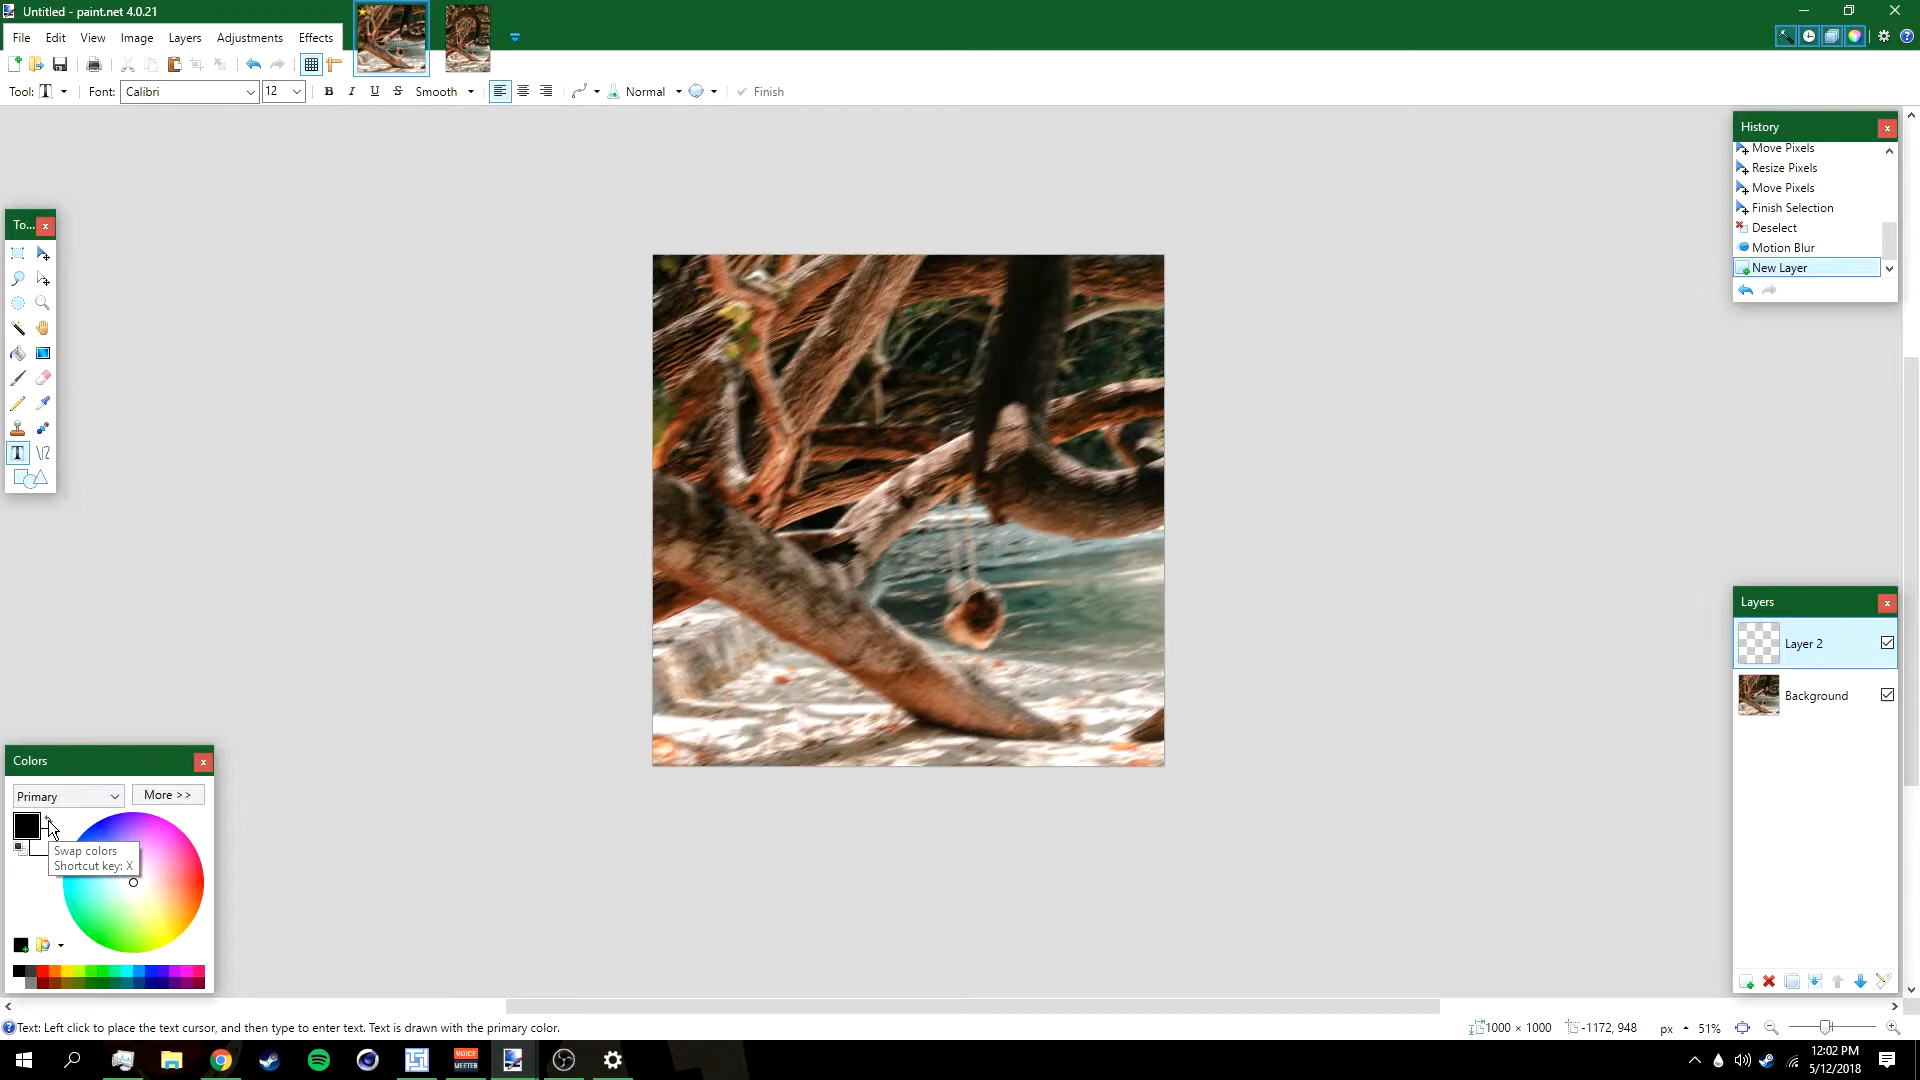 Untitled - paint.net 4.0.21
File Edit View Image Layers Adjustments Effects
Tool: Font: Calibri 12 B I U S Smooth Normal Finish
History
Move Pixels
Resize Pixels
Move Pixels
Finish Selection
Deselect
Motion Blur
New Layer
To...
Layers
Layer 2
Background
Colors
Primary More >>
Swap colors
Shortcut key: X
Text: Left click to place the text cursor, and then type to enter text. Text is drawn with the primary color.
1000 × 1000 -1172, 948 px 51%
VOICE
MEETER
12:02 PM
5/12/2018